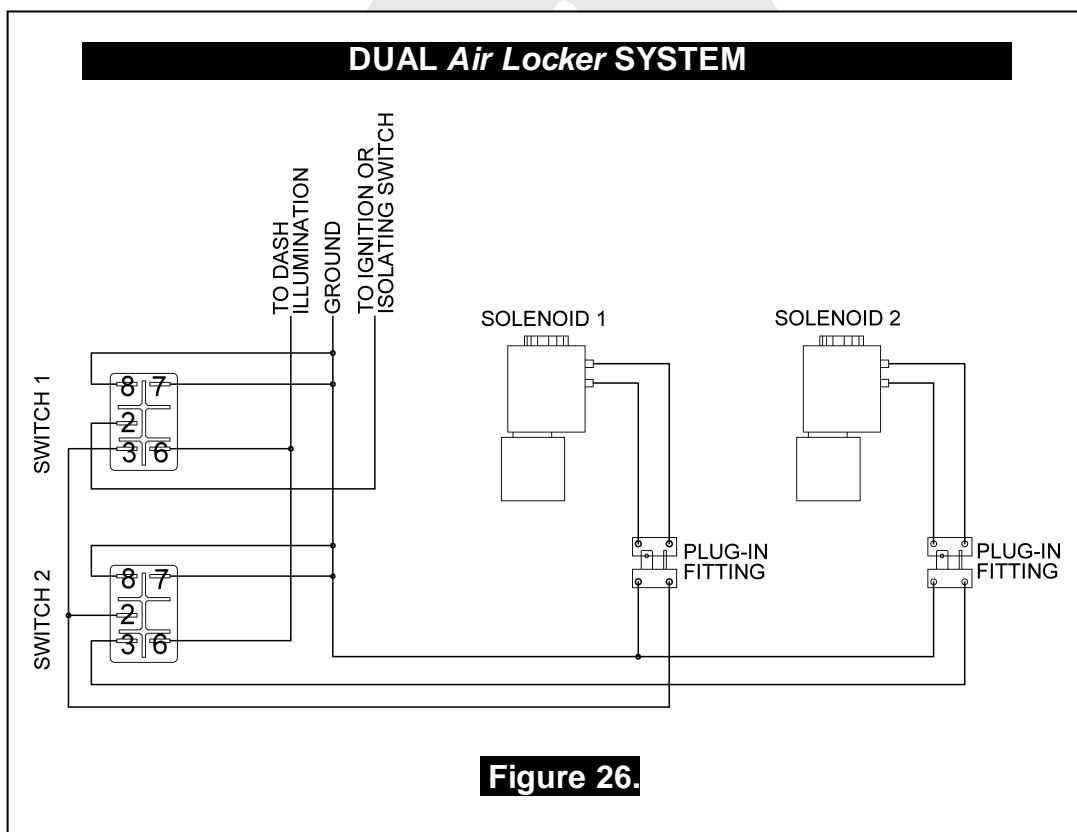 DUAL Air Locker SYSTEM
TO DASH
ILLUMINATION
GROUND
TO IGNITION OR
ISOLATING SWITCH
SOLENOID 1
SOLENOID 2
SWITCH 1
8 7
2
3 6
SWITCH 2
8 7
2
3 6
PLUG-IN
FITTING
PLUG-IN
FITTING
Figure 26.